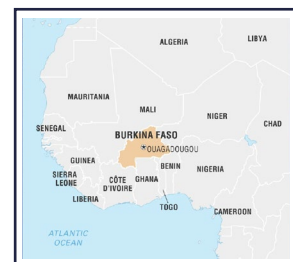 ALGERIA
LIBYA
MAURITANIA
MALI
NIGER
CHAD
SENEGAL
BURKINA FASO
OUAGADOUGOU
GUINEA
BENIN
NIGERIA
SIERRA
LEONE
CÔTE
D'IVOIRE
GHANA
LIBERIA
TOGO
CAMEROON
ATLANTIC
OCEAN